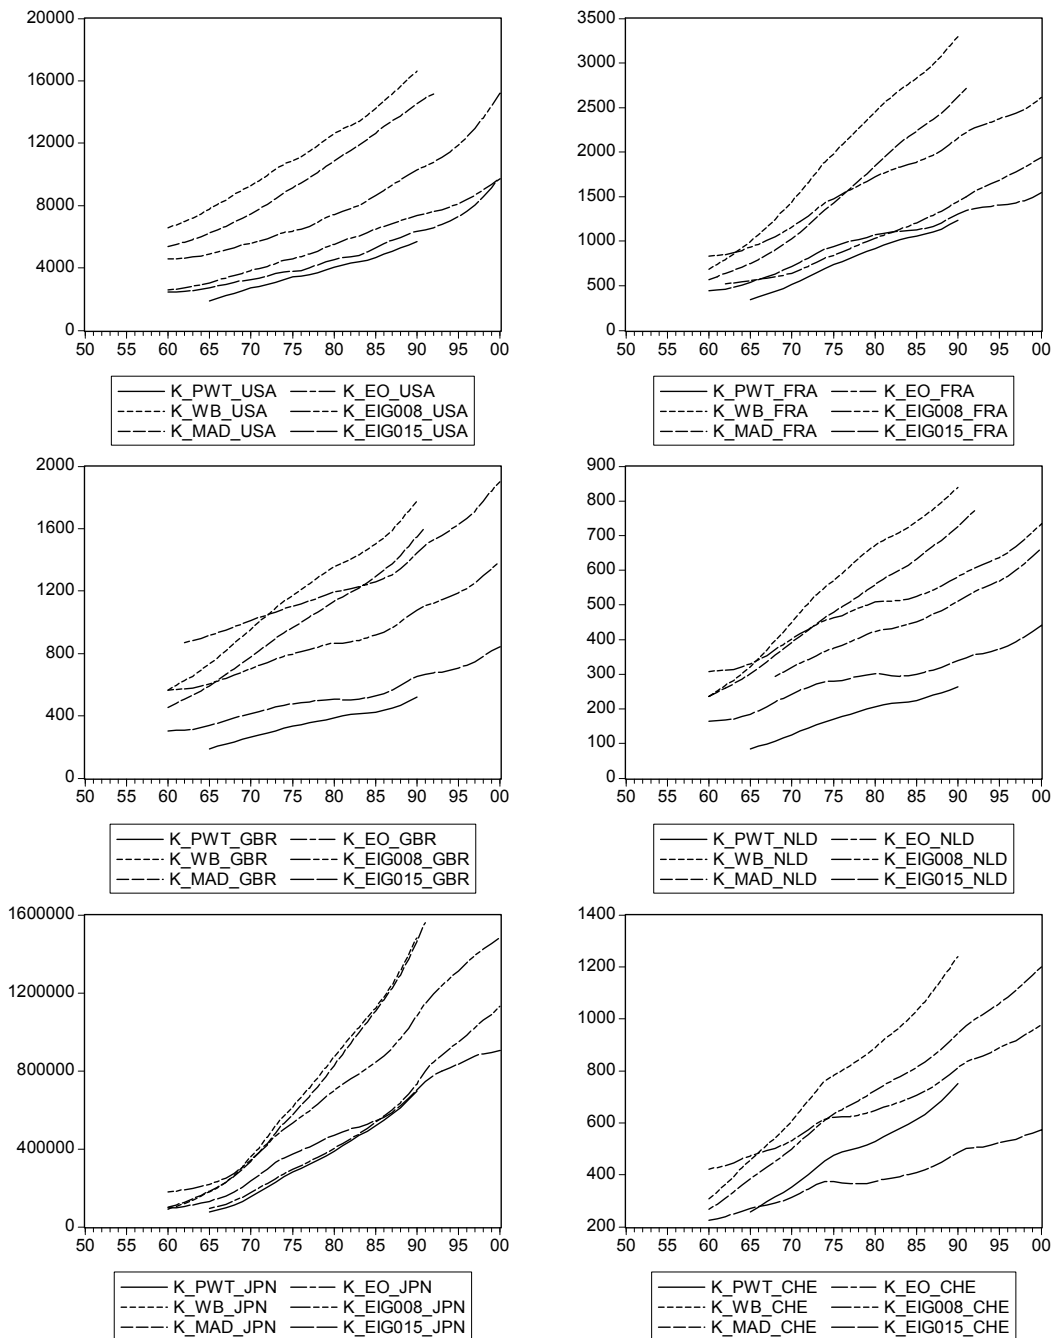 20000
16000
12000
8000
4000
0
50 55 60 65 70 75 80 85 90 95 00
K_PWT_USA K_EO_USA
K_WB_USA K_EIG008_USA
K_MAD_USA K_EIG015_USA
3500
3000
2500
2000
1500
1000
500
0
50 55 60 65 70 75 80 85 90 95 00
K_PWT_FRA K_EO_FRA
K_WB_FRA K_EIG008_FRA
K_MAD_FRA K_EIG015_FRA
2000
1600
1200
800
400
0
50 55 60 65 70 75 80 85 90 95 00
K_PWT_GBR K_EO_GBR
K_WB_GBR K_EIG008_GBR
K_MAD_GBR K_EIG015_GBR
900
800
700
600
500
400
300
200
100
0
50 55 60 65 70 75 80 85 90 95 00
K_PWT_NLD K_EO_NLD
K_WB_NLD K_EIG008_NLD
K_MAD_NLD K_EIG015_NLD
1600000
1200000
800000
400000
0
50 55 60 65 70 75 80 85 90 95 00
K_PWT_JPN K_EO_JPN
K_WB_JPN K_EIG008_JPN
K_MAD_JPN K_EIG015_JPN
1400
1200
1000
800
600
400
200
50 55 60 65 70 75 80 85 90 95 00
K_PWT_CHE K_EO_CHE
K_WB_CHE K_EIG008_CHE
K_MAD_CHE K_EIG015_CHE